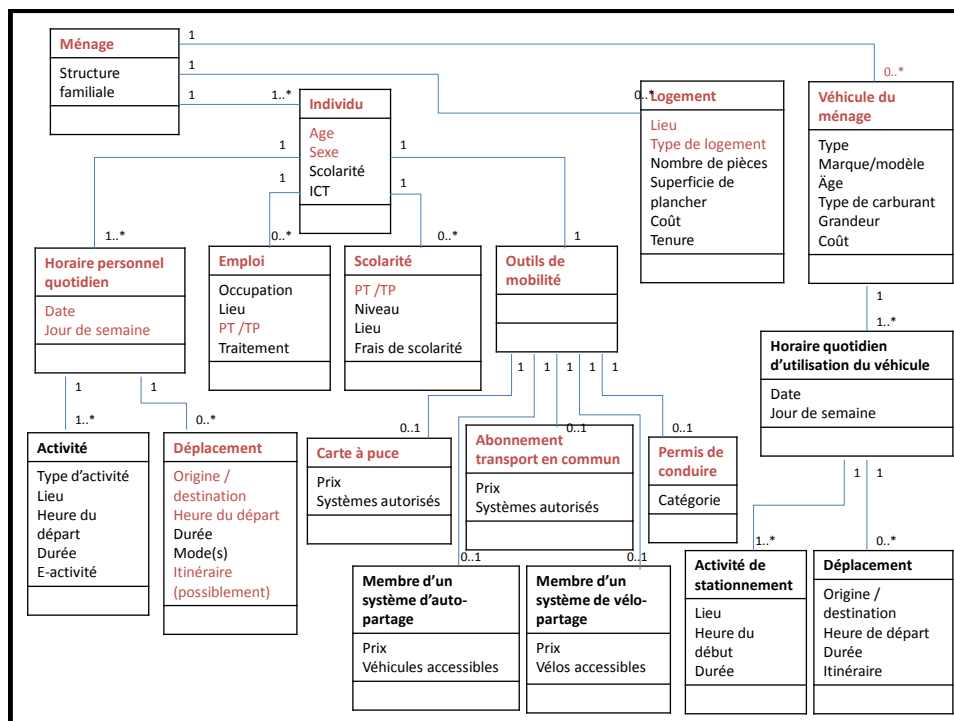 Ménage
Structure
familiale
1
1
1
1..*
0..*
0..*
Individu
Age
Sexe
Scolarité
ICT
1
1
1
1
Logement
Lieu
Type de logement
Nombre de pièces
Superficie de
plancher
Coût
Tenure
Véhicule du
ménage
Type
Marque/modèle
Äge
Type de carburant
Grandeur
Coût
1..*
0..*
0..*
1
Horaire personnel
quotidien
Date
Jour de semaine
Emploi
Occupation
Lieu
PT /TP
Traitement
Scolarité
PT /TP
Niveau
Lieu
Frais de scolarité
Outils de
mobilité
1
1..*
Horaire quotidien
d'utilisation du véhicule
Date
Jour de semaine
1
1
1
1
1
1
1
1..*
0..*
0..1
0..1
0..1
Activité
Type d'activité
Lieu
Heure du
départ
Durée
E-activité
Déplacement
Origine /
destination
Heure du départ
Durée
Mode(s)
Itinéraire
(possiblement)
Carte à puce
Prix
Systèmes autorisés
Abonnement
transport en commun
Prix
Systèmes autorisés
Permis de
conduire
Catégorie
1
1
0..1
0..1
1..*
0..*
Membre d'un
système d'auto-
partage
Prix
Véhicules accessibles
Membre d'un
système de vélo-
partage
Prix
Vélos accessibles
Activité de
stationnement
Lieu
Heure du
début
Durée
Déplacement
Origine /
destination
Heure de départ
Durée
Itinéraire